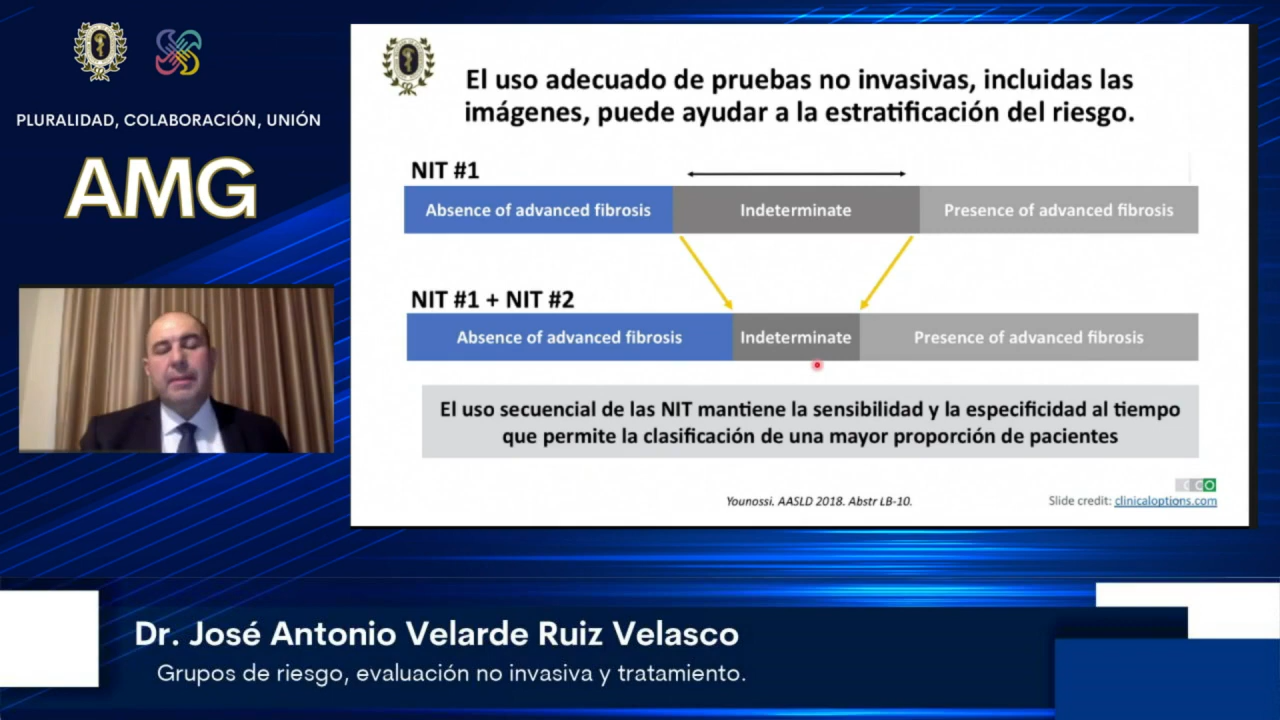 PLURALIDAD, COLABORACIÓN, UNIÓN
AMG
El uso adecuado de pruebas no invasivas, incluidas las
imágenes, puede ayudar a la estratificación del riesgo.
NIT #1
Absence of advanced fibrosis
Indeterminate
Presence of advanced fibrosis
NIT #1 + NIT #2
Absence of advanced fibrosis
Indeterminate
Presence of advanced fibrosis
El uso secuencial de las NIT mantiene la sensibilidad y la especificidad al tiempo
que permite la clasificación de una mayor proporción de pacientes
CCO
Younossi. AASLD 2018. Abstr LB-10.
Slide credit: clinicaloptions.com
Dr. José Antonio Velarde Ruiz Velasco
Grupos de riesgo, evaluación no invasiva y tratamiento.